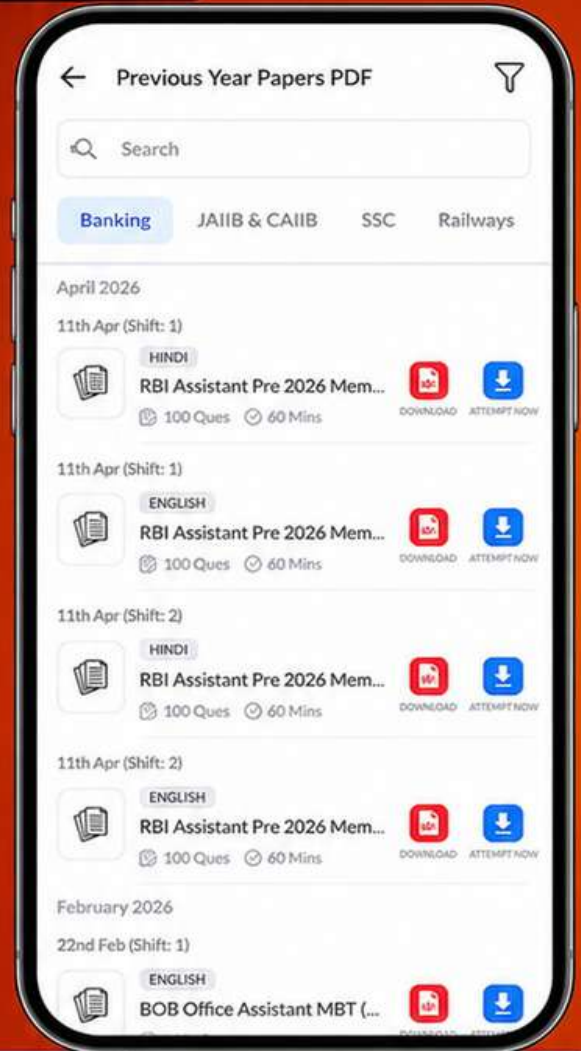 Previous Year Papers PDF
Search
Banking JAIIB & CAIIB SSC Railways
April 2026
11th Apr (Shift: 1)
HINDI
RBI Assistant Pre 2026 Mem...
100 Ques 60 Mins
DOWNLOAD ATTEMPT NOW
11th Apr (Shift: 1)
ENGLISH
RBI Assistant Pre 2026 Mem...
100 Ques 60 Mins
DOWNLOAD ATTEMPT NOW
11th Apr (Shift: 2)
HINDI
RBI Assistant Pre 2026 Mem...
100 Ques 60 Mins
DOWNLOAD ATTEMPT NOW
11th Apr (Shift: 2)
ENGLISH
RBI Assistant Pre 2026 Mem...
100 Ques 60 Mins
DOWNLOAD ATTEMPT NOW
February 2026
22nd Feb (Shift: 1)
ENGLISH
BOB Office Assistant MBT (...